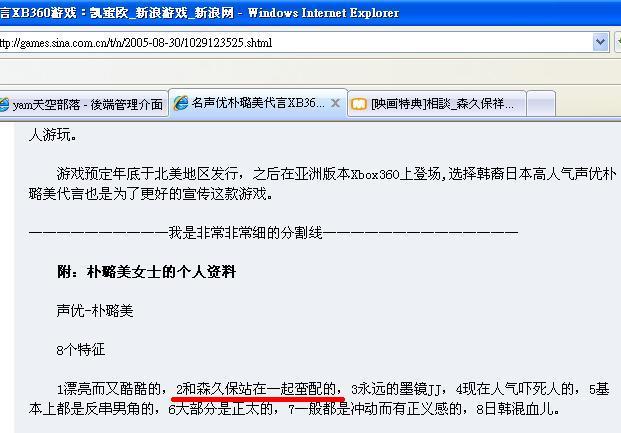 言XB360游戏：凯蜜欧_新浪游戏_新浪网 - Windows Internet Explorer
ttp://games.sina.com.cn/t/n/2005-08-30/1029123525.shtml
yam天空部落 - 後端管理介面 名声优朴璐美代言XB36... [映画特典]相談_森久保祥...
人游玩。
游戏预定年底于北美地区发行，之后在亚洲版本Xbox360上登场,选择韩裔日本高人气声优朴
璐美代言也是为了更好的宣传这款游戏。
——————————我是非常非常细的分割线——————————————
附：朴璐美女士的个人资料
声优-朴璐美
8个特征
1漂亮而又酷酷的，2和森久保站在一起蛮配的，3永远的墨镜JJ，4现在人气吓死人的，5基
本上都是反串男角的，6大部分是正太的，7一般都是冲动而有正义感的，8日韩混血儿。